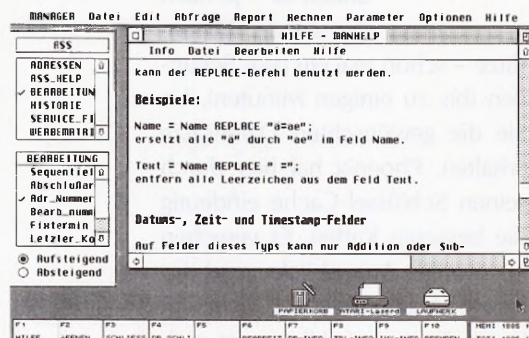 MANAGER Datei Edit Abfrage Report Rechnen Parameter Optionen Hilfe
ASS
ADRESSEN
ASS_HELP
BEARBEITUN
HISTORIE
SERVICE_FI
WERBEMATRI
BEARBEITUNG
Sequentiel
Abschlußar
Adr_Nummer
Bearb_numm
Fixtermin
Letzter_Ko
Aufsteigend
Absteigend
HILFE - MANHELP
Info Datei Bearbeiten Hilfe
kann der REPLACE-Befehl benutzt werden.
Beispiele:
Name = Name REPLACE "a=ae"
ersetzt alle "a" durch "ae" im Feld Name.
Text = Name REPLACE " =";
entfern alle Leerzeichen aus dem Feld Text.
Datums-, Zeit- und Timestamp-Felder
Auf Felder dieses Typs kann nur Addition oder Sub-
PAPIERKORB ATARI-Laserd LAUFWERK
F1 F2 F3 F4 F5 F6 F7 F8 F9 F10
HILFE